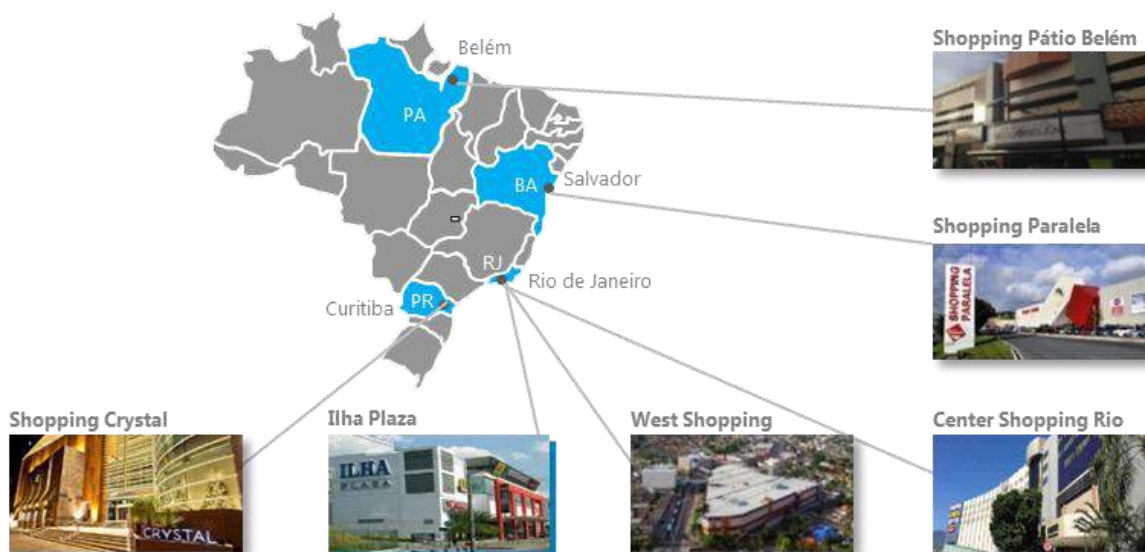 Belém
Shopping Pátio Belém
PA
BA
Salvador
Shopping Paralela
SHOPPING
PARALELA
RJ
Rio de Janeiro
PR
Curitiba
Shopping Crystal
Ilha Plaza
West Shopping
Center Shopping Rio
ILHA
PLAZA
CRYSTAL